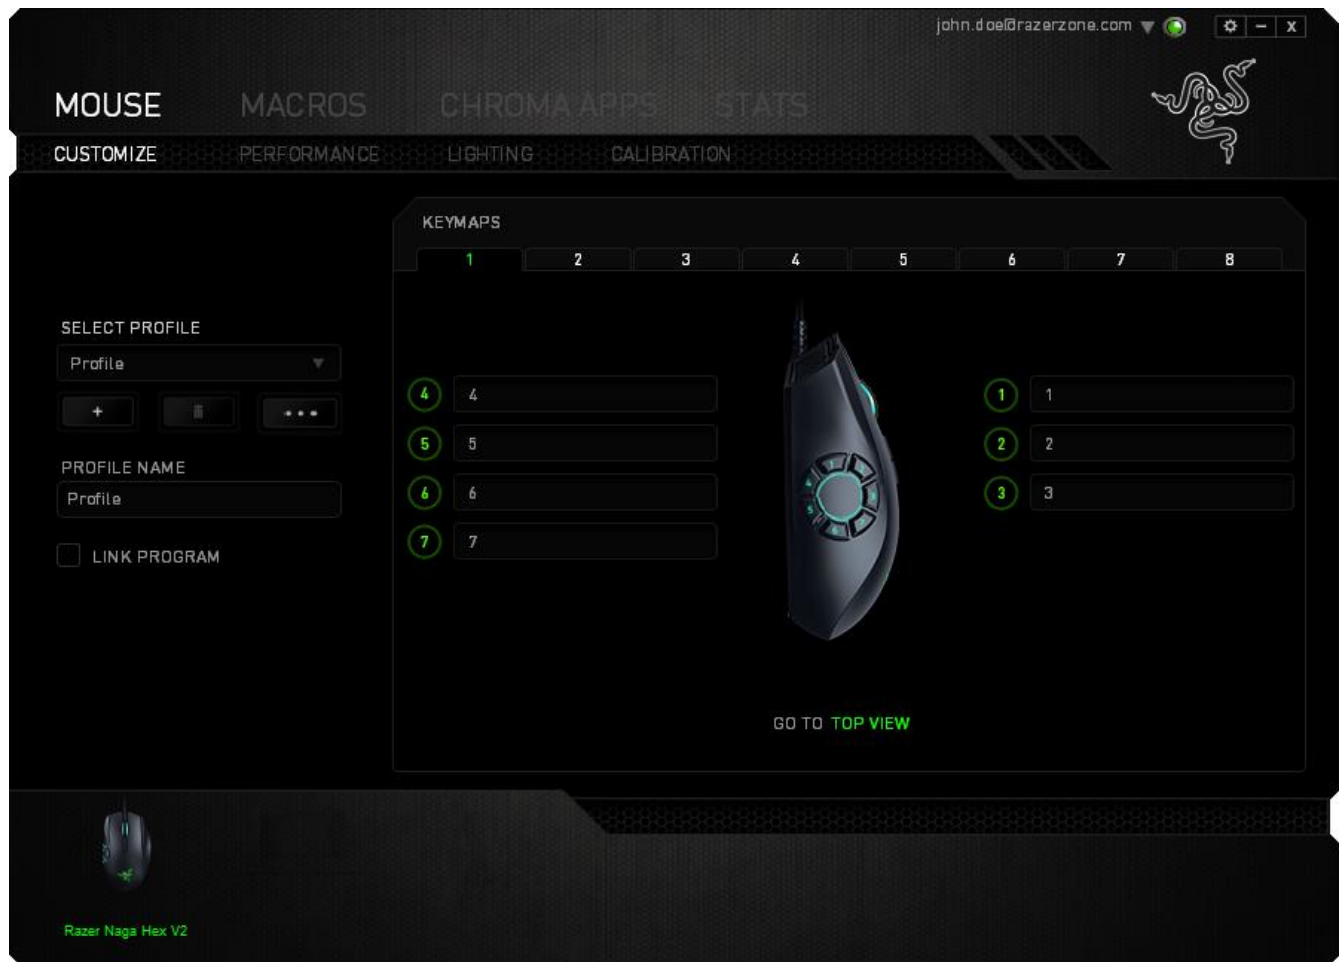 john.doe@razerzone.com
X
MOUSE MACROS CHROMA APPS STATS
CUSTOMIZE PERFORMANCE LIGHTING CALIBRATION
KEYMAPS
1 2 3 4 5 6 7 8
SELECT PROFILE
Profile
+
PROFILE NAME
Profile
LINK PROGRAM
4 4
5 5
6 6
7 7
1 1
2 2
3 3
GO TO TOP VIEW
Razer Naga Hex V2